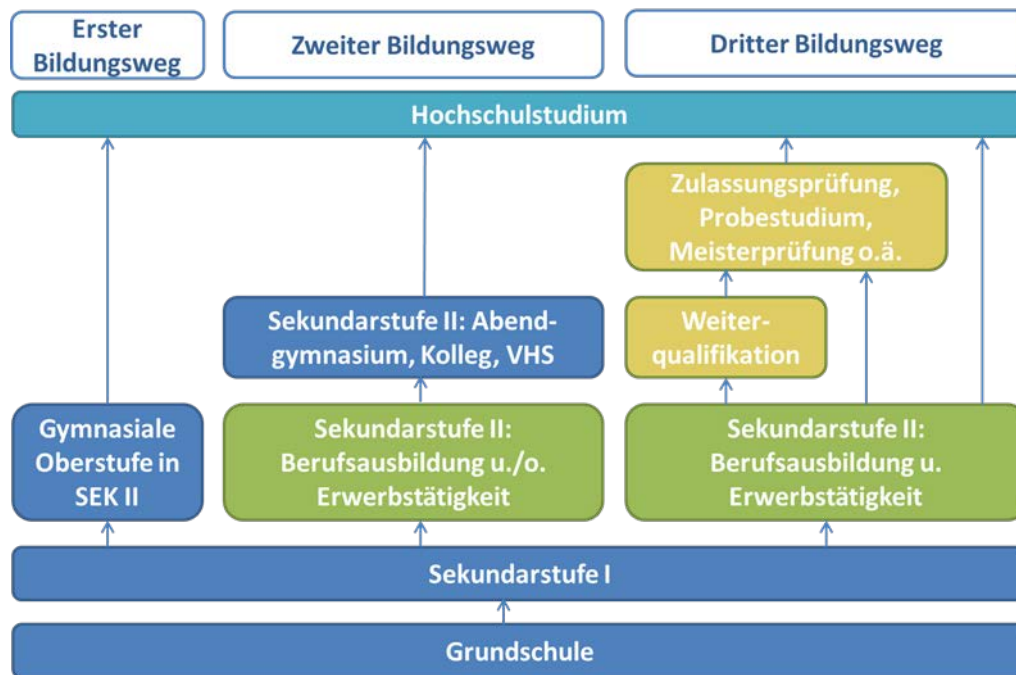 Erster
Bildungsweg
Zweiter Bildungsweg
Dritter Bildungsweg
Hochschulstudium
Zulassungsprüfung,
Probestudium,
Meisterprüfung o.ä.
Sekundarstufe II: Abend-
gymnasium, Kolleg, VHS
Weiter-
qualifikation
Gymnasiale
Oberstufe in
SEK II
Sekundarstufe II:
Berufsausbildung u./o.
Erwerbstätigkeit
Sekundarstufe II:
Berufsausbildung u.
Erwerbstätigkeit
Sekundarstufe I
Grundschule